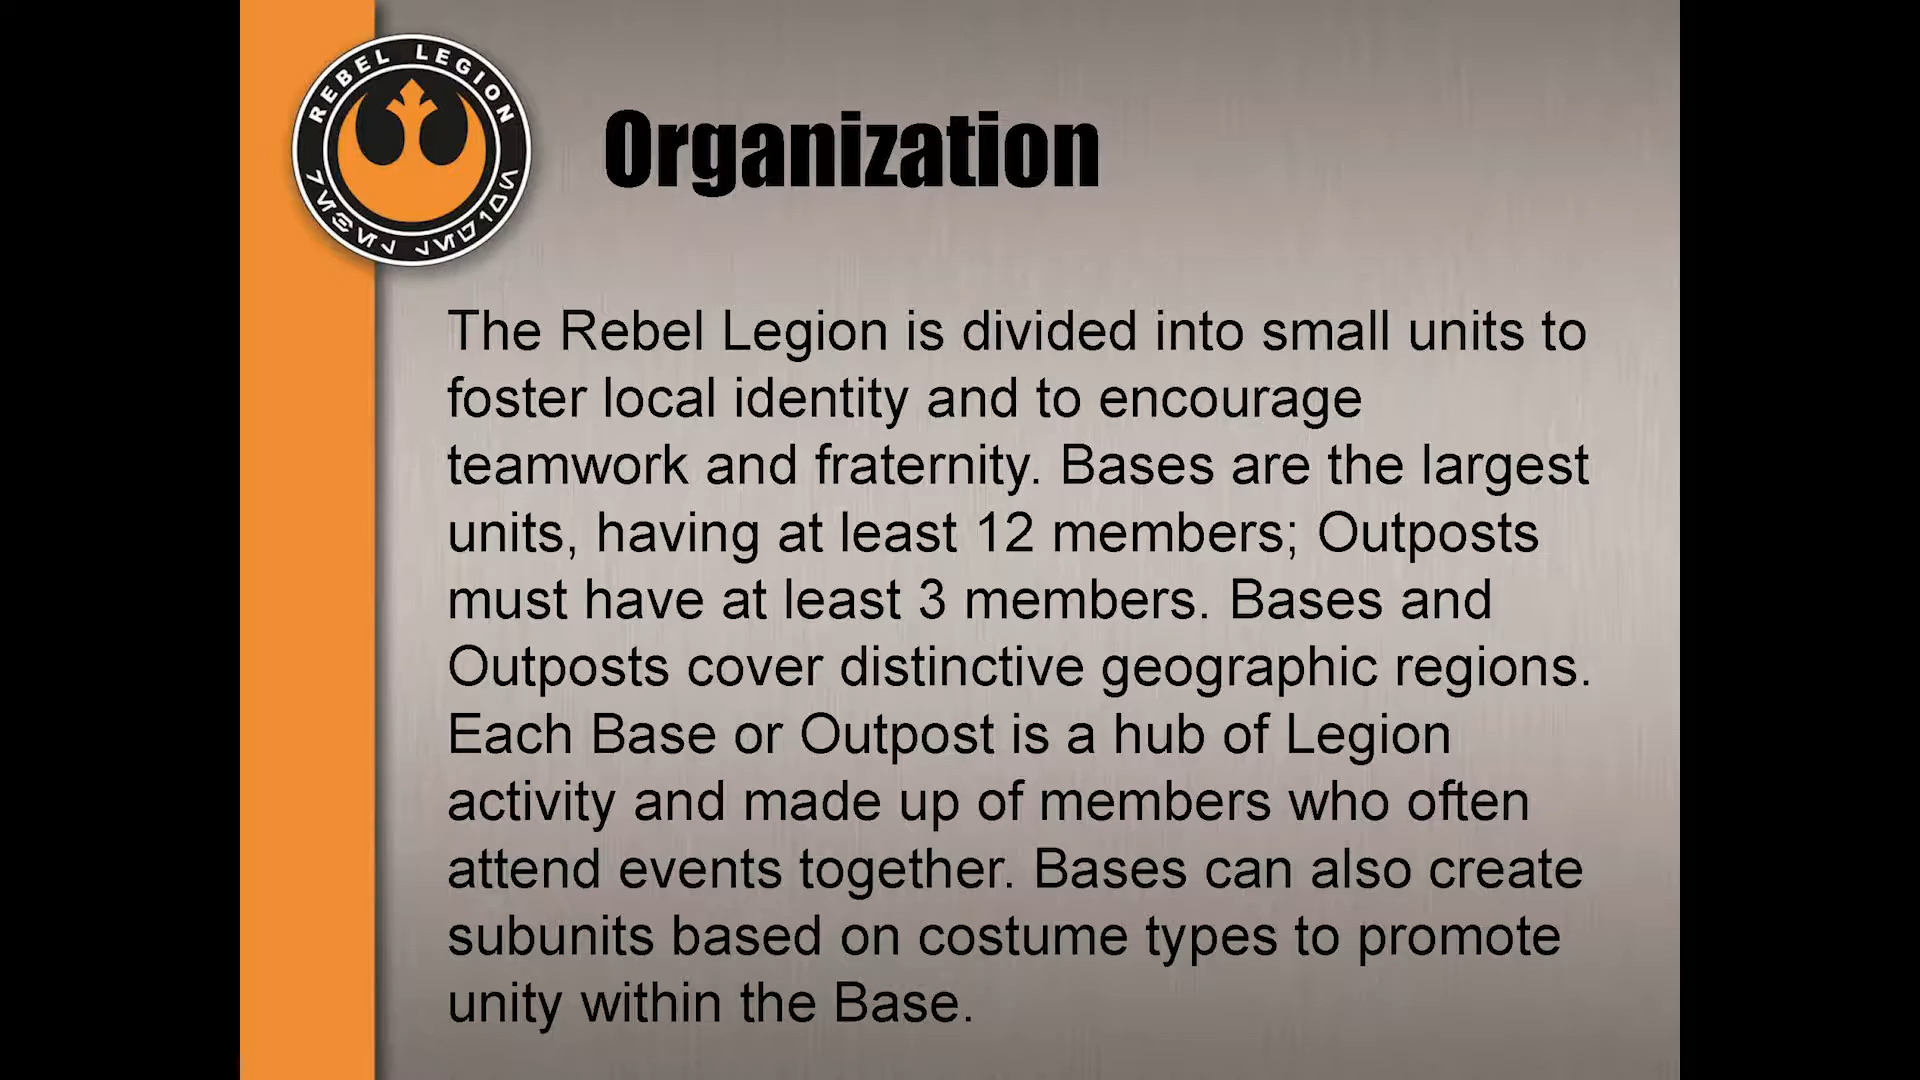 REBEL LEGION
Organization
The Rebel Legion is divided into small units to
foster local identity and to encourage
teamwork and fraternity. Bases are the largest
units, having at least 12 members; Outposts
must have at least 3 members. Bases and
Outposts cover distinctive geographic regions.
Each Base or Outpost is a hub of Legion
activity and made up of members who often
attend events together. Bases can also create
subunits based on costume types to promote
unity within the Base.